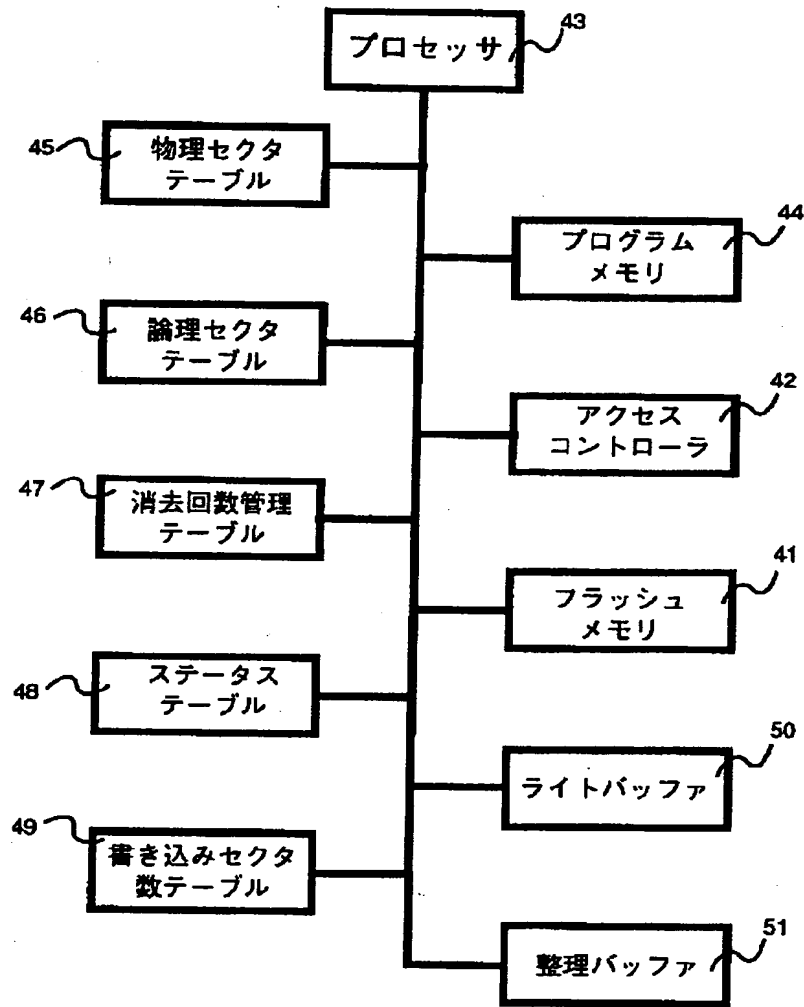 プロセッサ
43
45
物理セクタ
テーブル
プログラム
メモリ
44
46
論理セクタ
テーブル
アクセス
コントローラ
42
47
消去回数管理
テーブル
フラッシュ
メモリ
41
48
ステータス
テーブル
ライトバッファ
50
49
書き込みセクタ
数テーブル
整理バッファ
51